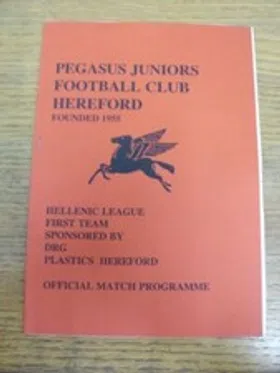 PEGASUS JUNIORS
FOOTBALL CLUB
HEREFORD
FOUNDED 1955
HELLENIC LEAGUE
FIRST TEAM
SPONSORED BY
DRG
PLASTICS HEREFORD
OFFICIAL MATCH PROGRAMME